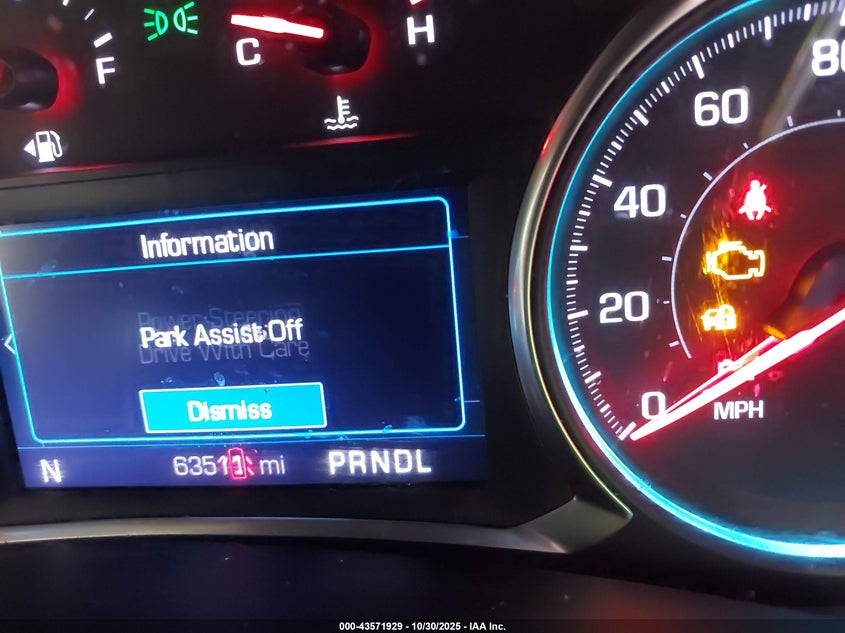 F
C
H
80
60
40
20
0
MPH
Information
Power Steering
Park Assist Off
Drive With Care
Dismiss
N
mi
PRNDL
000-43571929 - 10/30/2025 - IAA Inc.